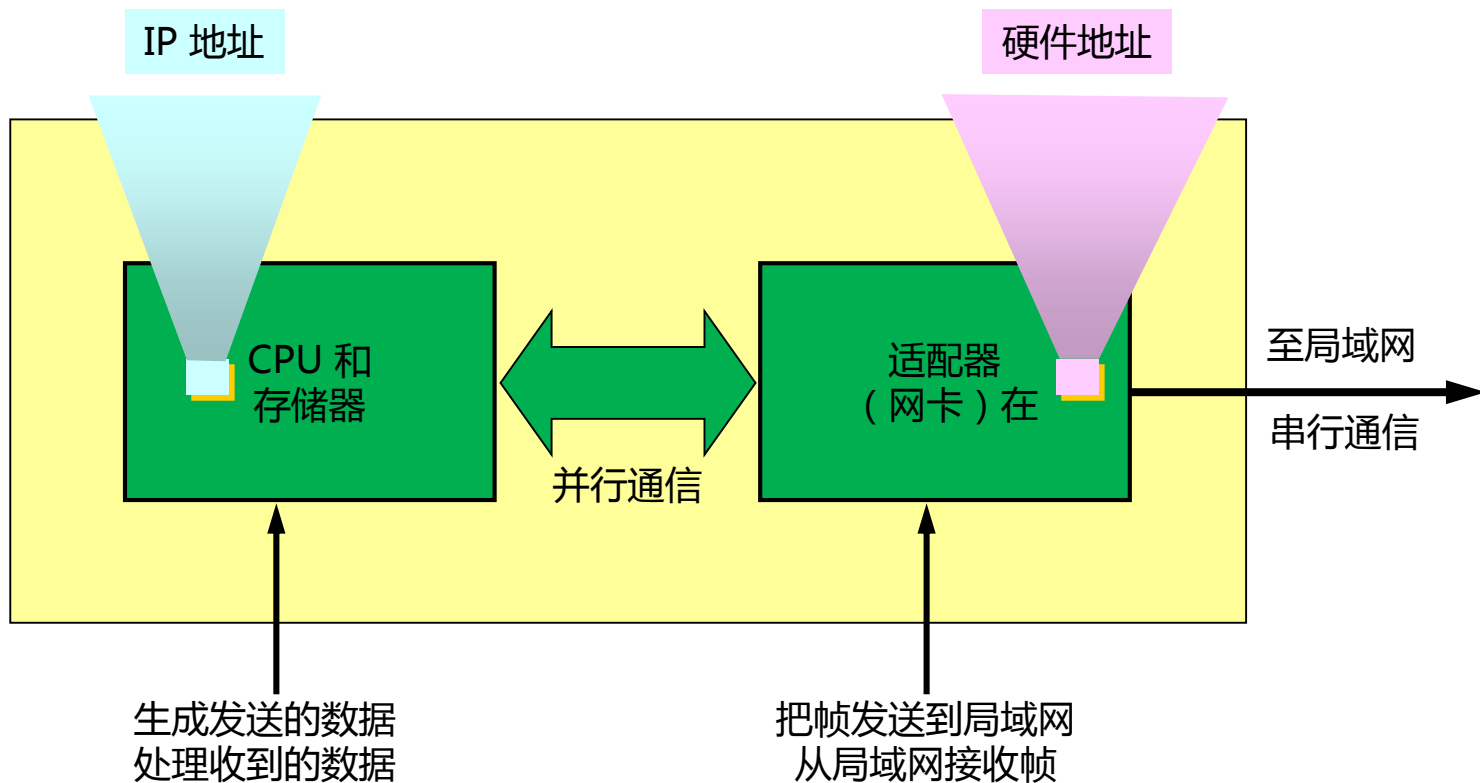 IP 地址
硬件地址
CPU 和
存储器
适配器
（网卡）在
并行通信
至局域网
串行通信
生成发送的数据
处理收到的数据
把帧发送到局域网
从局域网接收帧